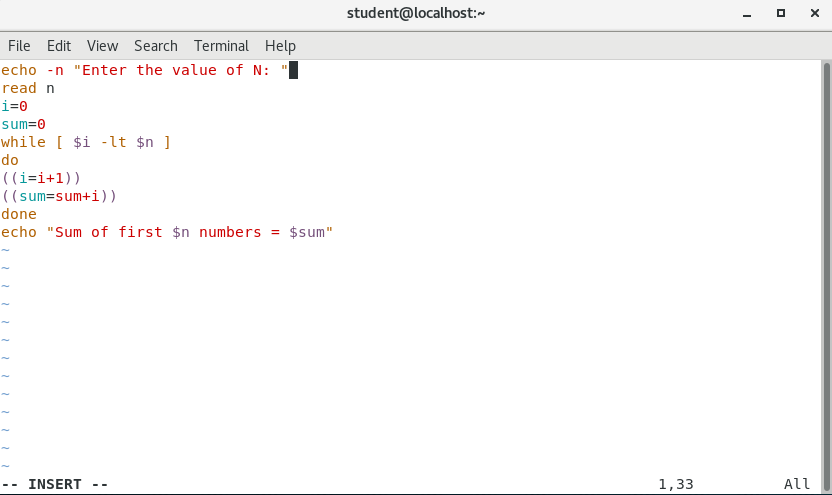 student@localhost:~
File Edit View Search Terminal Help
echo -n "Enter the value of N: "
read n
i=0
sum=0
while [ $i -lt $n ]
do
((i=i+1))
((sum=sum+i))
done
echo "Sum of first $n numbers = $sum"
~
~
~
~
~
~
~
~
~
~
~
~
~
-- INSERT -- 1,33 All